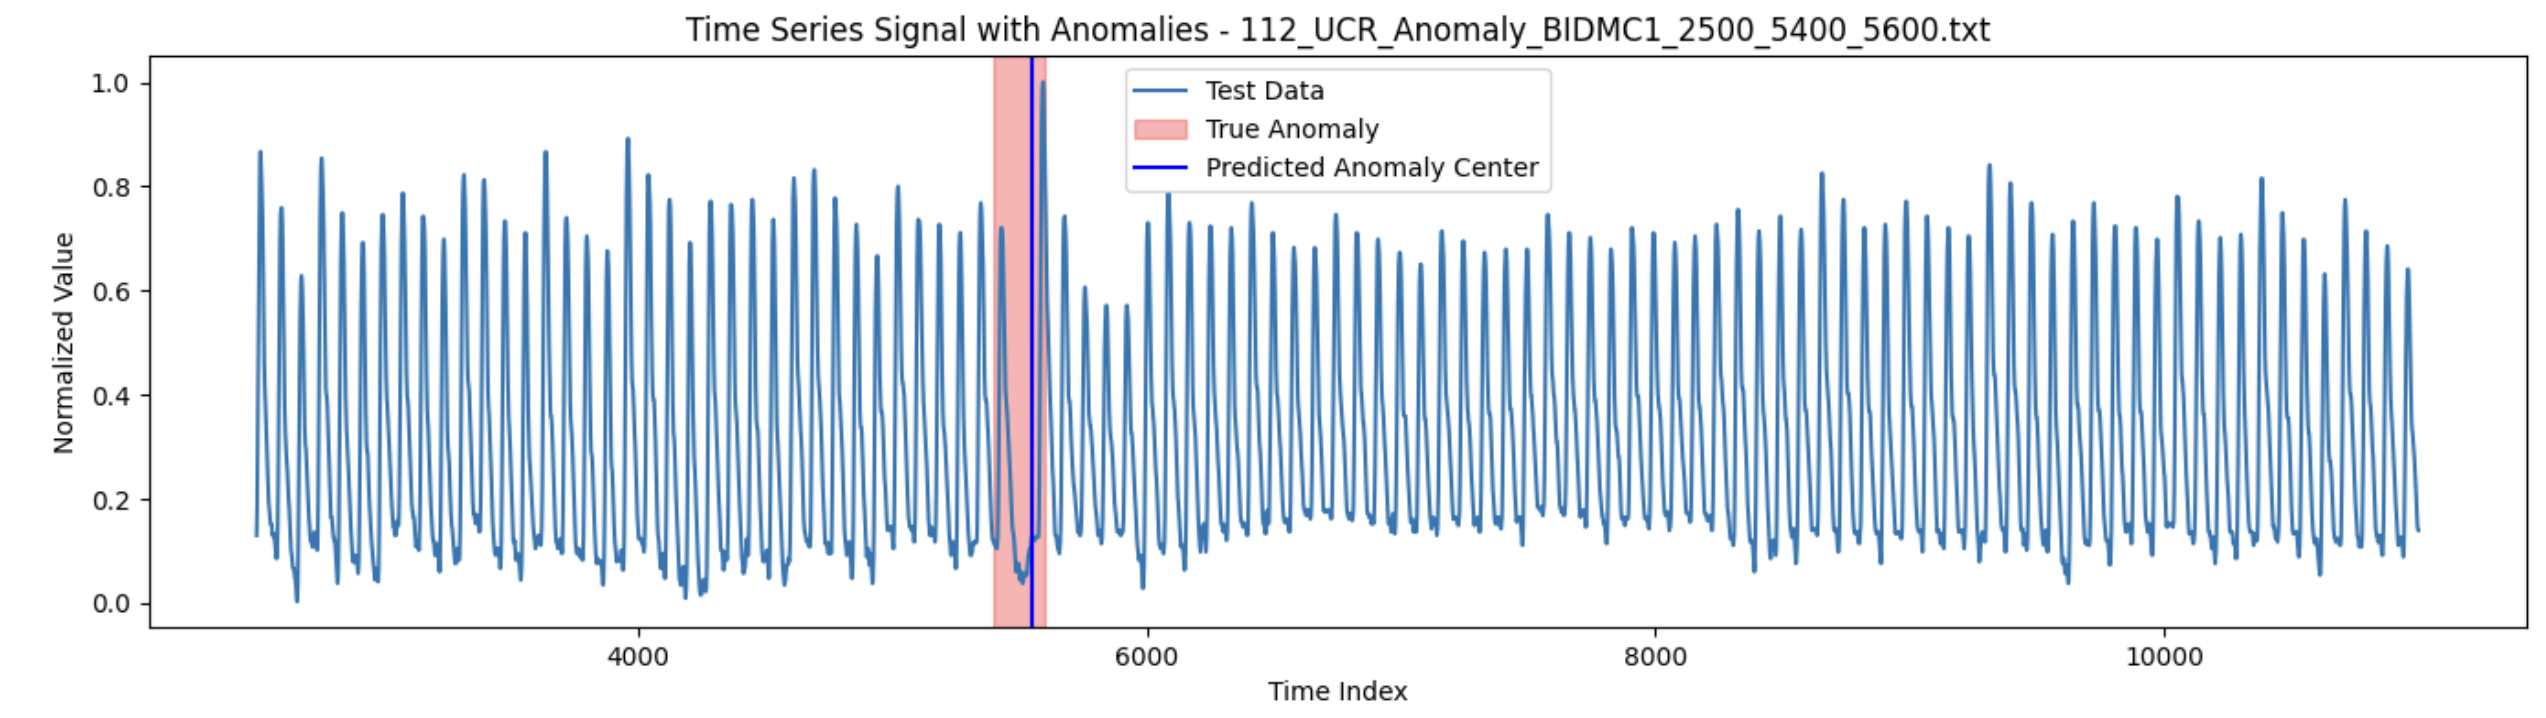 Time Series Signal with Anomalies - 112_UCR_Anomaly_BIDMC1_2500_5400_5600.txt
1.0
0.8
0.6
0.4
0.2
0.0
Normalized Value
Test Data
True Anomaly
Predicted Anomaly Center
4000
6000
8000
10000
Time Index